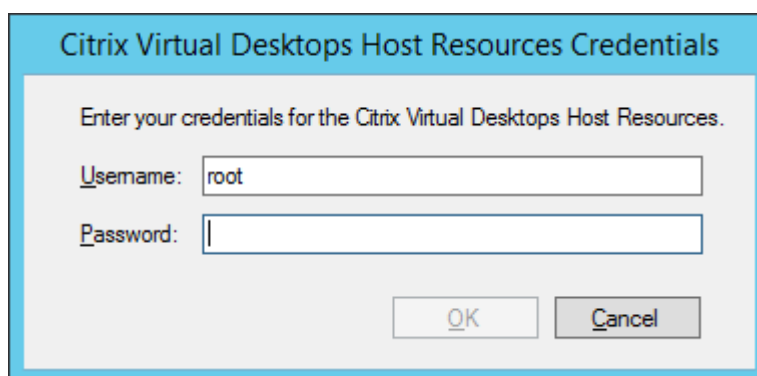 Citrix Virtual Desktops Host Resources Credentials
Enter your credentials for the Citrix Virtual Desktops Host Resources.
Username: root
Password:
OK Cancel